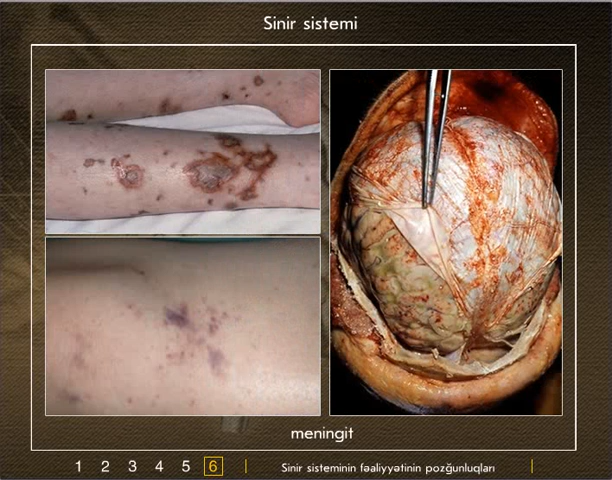 Sinir sistemi
meningit
1 2 3 4 5 6 Sinir sisteminin fəaliyyətinin pozğunluqları